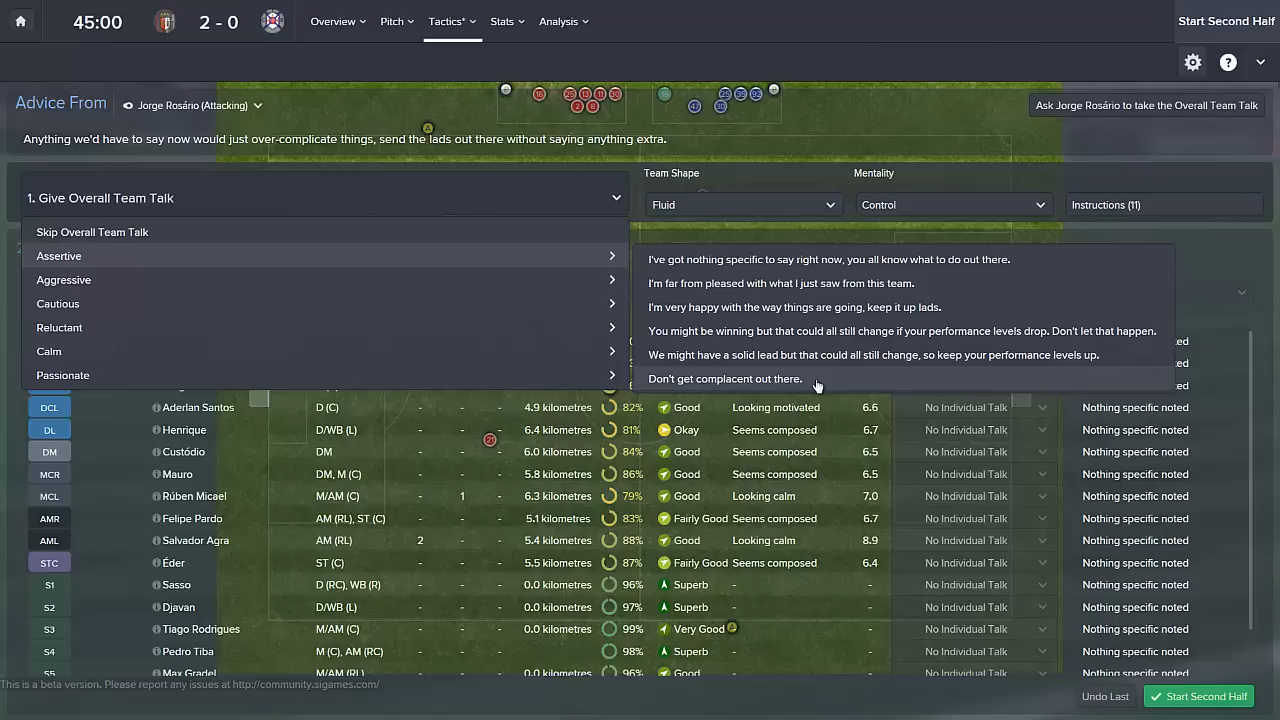 45:00 2 - 0 Overview Pitch Tactics* Stats Analysis Start Second Half
Advice From Jorge Rosário (Attacking) Ask Jorge Rosário to take the Overall Team Talk
Anything we'd have to say now would just over-complicate things, send the lads out there without saying anything extra.
Team Shape Mentality
1. Give Overall Team Talk Fluid Control Instructions (11)
Skip Overall Team Talk
Assertive
Aggressive
Cautious
Reluctant
Calm
Passionate
I've got nothing specific to say right now, you all know what to do out there.
I'm far from pleased with what I just saw from this team.
I'm very happy with the way things are going, keep it up lads.
You might be winning but that could all still change if your performance levels drop. Don't let that happen.
We might have a solid lead but that could all still change, so keep your performance levels up.
Don't get complacent out there.
DCL Aderlan Santos D (C) - - - 4.9 kilometres 82% Good Looking motivated 6.6 No Individual Talk Nothing specific noted
DL Henrique D/WB (L) - - - 6.4 kilometres 81% Okay Seems composed 6.7 No Individual Talk Nothing specific noted
DM Custódio DM - - - 6.0 kilometres 84% Good Seems composed 6.5 No Individual Talk Nothing specific noted
MCR Mauro DM, M (C) - - - 5.8 kilometres 86% Good Seems composed 6.5 No Individual Talk Nothing specific noted
MCL Rúben Micael M/AM (C) - 1 - 6.3 kilometres 79% Good Looking calm 7.0 No Individual Talk Nothing specific noted
AMR Felipe Pardo AM (RL), ST (C) - - - 5.1 kilometres 83% Fairly Good Seems composed 6.7 No Individual Talk Nothing specific noted
AML Salvador Agra AM (RL) 2 - - 5.4 kilometres 88% Good Looking calm 8.9 No Individual Talk Nothing specific noted
STC Éder ST (C) - - - 5.5 kilometres 87% Fairly Good Seems composed 6.4 No Individual Talk Nothing specific noted
S1 Sasso D (RC), WB (R) - - - 0.0 kilometres 96% Superb - - No Individual Talk Nothing specific noted
S2 Djavan D/WB (L) - - - 0.0 kilometres 97% Superb - - No Individual Talk Nothing specific noted
S3 Tiago Rodrigues M/AM (C) - - - 0.0 kilometres 99% Very Good - - No Individual Talk Nothing specific noted
S4 Pedro Tiba M (C), AM (RC) - - - 98% Superb - - No Individual Talk Nothing specific noted
S5 Max Gradel M/AM (RL) - - - 0.0 kilometres 96% Good - - No Individual Talk Nothing specific noted
This is a beta version. Please report any issues at http://community.sigames.com/
Undo Last Start Second Half